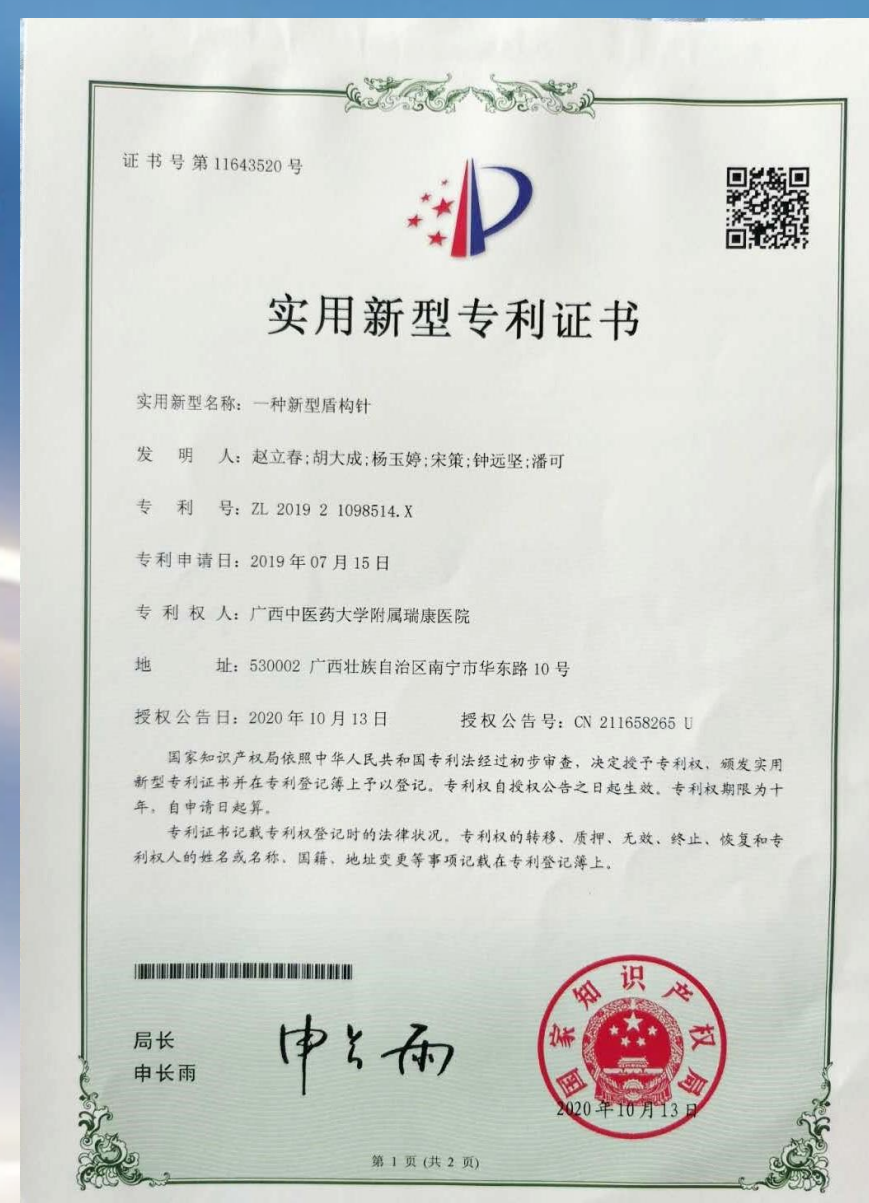 证书号第11643520号
实用新型专利证书
实用新型名称：一种新型盾构针
发明人：赵立春;胡大成;杨玉婷;宋策;钟远坚;潘可
专利号：ZL 2019 2 1098514.X
专利申请日：2019年07月15日
专利权人：广西中医药大学附属瑞康医院
地址：530002 广西壮族自治区南宁市华东路10号
授权公告日：2020年10月13日 授权公告号：CN 211658265 U
国家知识产权局依照中华人民共和国专利法经过初步审查，决定授予专利权，颁发实用
新型专利证书并在专利登记簿上予以登记。专利权自授权公告之日起生效。专利权期限为十
年，自申请日起算。
专利证书记载专利权登记时的法律状况。专利权的转移、质押、无效、终止、恢复和专
利权人的姓名或名称、国籍、地址变更等事项记载在专利登记簿上。
局长
申长雨
申长雨
国家知识产权局
2020年10月13日
第 1 页 (共 2 页)